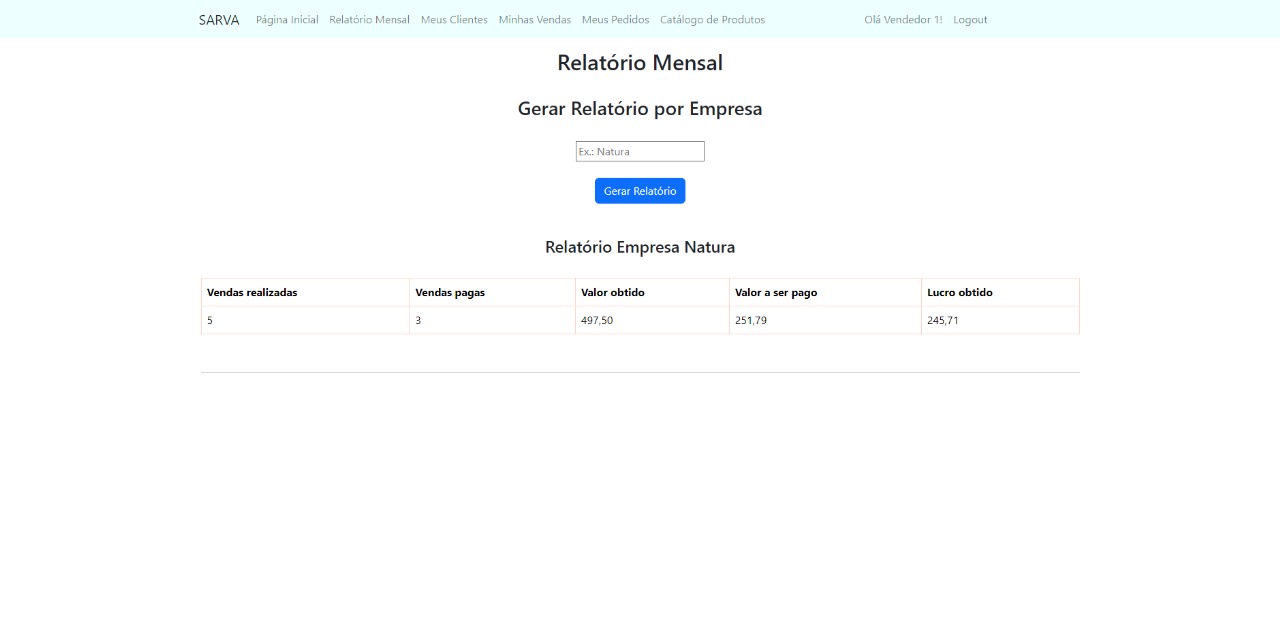 SARVA Página Inicial Relatório Mensal Meus Clientes Minhas Vendas Meus Pedidos Catálogo de Produtos Olá Vendedor 1! Logout
Relatório Mensal
Gerar Relatório por Empresa
Ex.: Natura
Gerar Relatório
Relatório Empresa Natura
Vendas realizadas Vendas pagas Valor obtido Valor a ser pago Lucro obtido
5 3 497,50 251,79 245,71